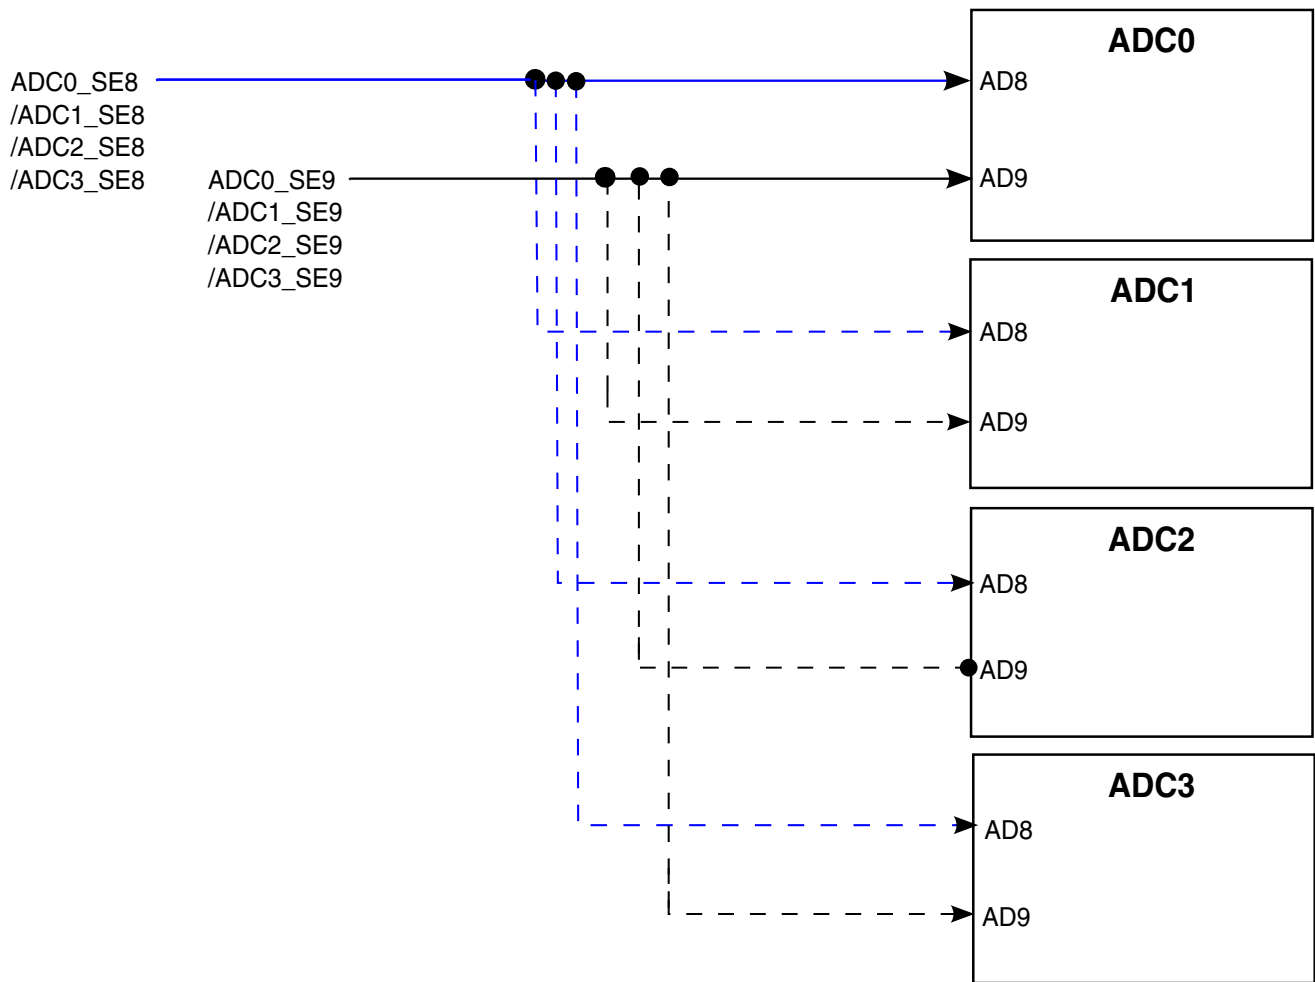 ADC0_SE8
/ADC1_SE8
/ADC2_SE8
/ADC3_SE8
ADC0_SE9
/ADC1_SE9
/ADC2_SE9
/ADC3_SE9
ADC0
AD8
AD9
ADC1
AD8
AD9
ADC2
AD8
AD9
ADC3
AD8
AD9